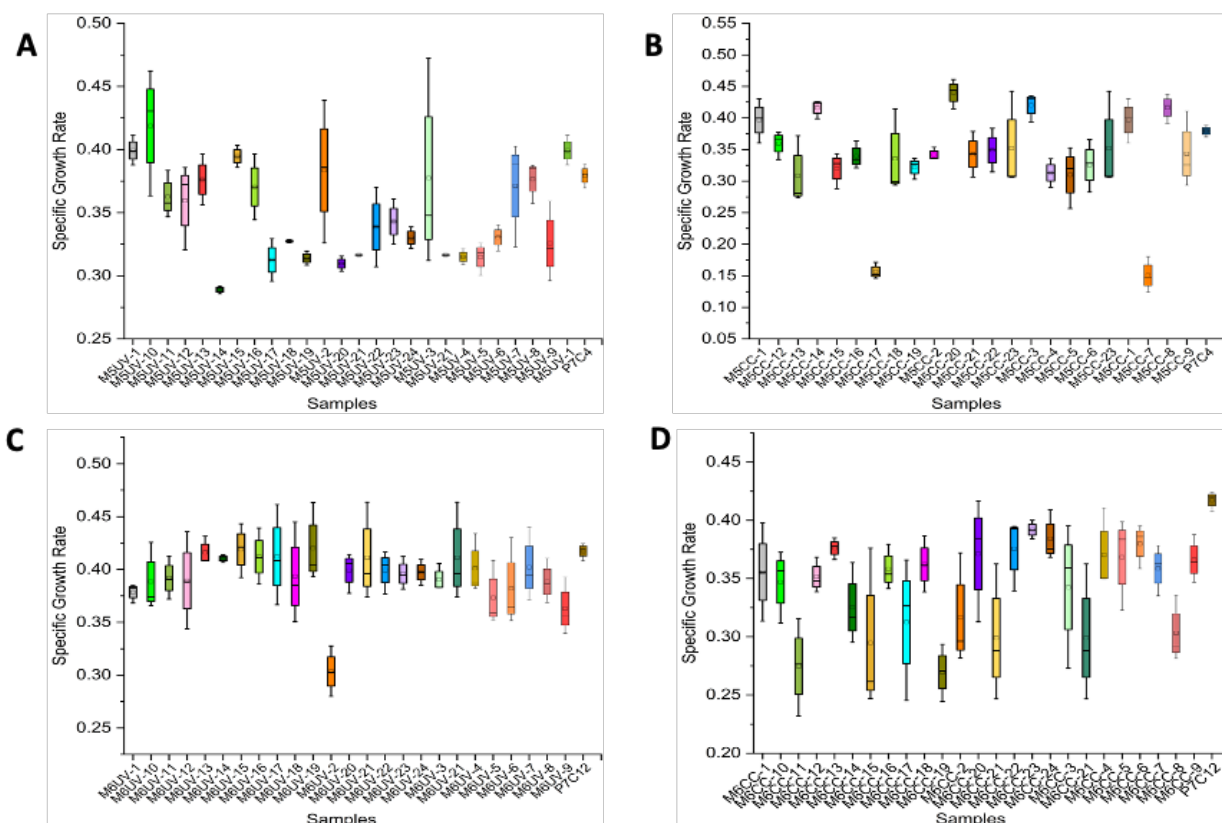 A
Specific Growth Rate
0.50
0.45
0.40
0.35
0.30
0.25
M5UV-1
M5UV-10
M5UV-11
M5UV-12
M5UV-13
M5UV-14
M5UV-15
M5UV-16
M5UV-17
M5UV-18
M5UV-19
M5UV-2
M5UV-20
M5UV-21
M5UV-22
M5UV-23
M5UV-24
M5UV-3
M5UV-21
M5UV-4
M5UV-5
M5UV-6
M5UV-7
M5UV-8
M5UV-9
M5UV-1
P7C4
Samples
B
Specific Growth Rate
0.55
0.50
0.45
0.40
0.35
0.30
0.25
0.20
0.15
0.10
0.05
M5CC-1
M5CC-12
M5CC-13
M5CC-14
M5CC-15
M5CC-16
M5CC-17
M5CC-18
M5CC-19
M5CC-2
M5CC-20
M5CC-21
M5CC-22
M5CC-23
M5CC-3
M5CC-4
M5CC-5
M5CC-6
M5CC-23
M5CC-1
M5CC-7
M5CC-8
M5CC-9
P7C4
Samples
C
Specific Growth Rate
0.50
0.45
0.40
0.35
0.30
0.25
M6UV-1
M6UV-10
M6UV-11
M6UV-12
M6UV-13
M6UV-14
M6UV-15
M6UV-16
M6UV-17
M6UV-18
M6UV-19
M6UV-2
M6UV-20
M6UV-21
M6UV-22
M6UV-23
M6UV-24
M6UV-3
M6UV-21
M6UV-4
M6UV-5
M6UV-6
M6UV-7
M6UV-8
M6UV-9
P7C12
Samples
D
Specific Growth Rate
0.45
0.40
0.35
0.30
0.25
0.20
M6CC-1
M6CC-10
M6CC-11
M6CC-12
M6CC-13
M6CC-14
M6CC-15
M6CC-16
M6CC-17
M6CC-18
M6CC-19
M6CC-2
M6CC-20
M6CC-21
M6CC-22
M6CC-23
M6CC-24
M6CC-3
M6CC-21
M6CC-4
M6CC-5
M6CC-6
M6CC-7
M6CC-8
M6CC-9
P7C12
Samples